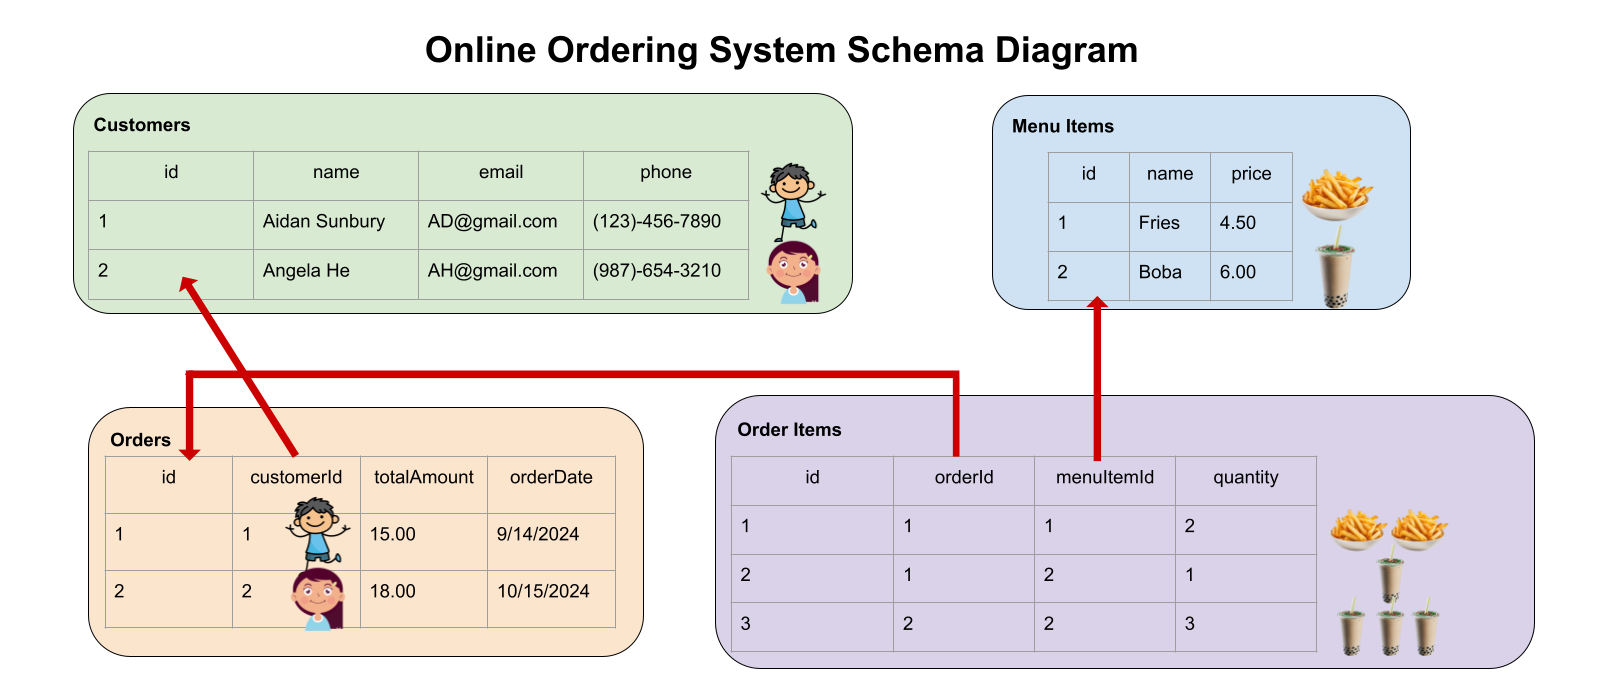 Online Ordering System Schema Diagram
Customers
id name email phone
1 Aidan Sunbury AD@gmail.com (123)-456-7890
2 Angela He AH@gmail.com (987)-654-3210
Menu Items
id name price
1 Fries 4.50
2 Boba 6.00
Orders
id customerId totalAmount orderDate
1 1 15.00 9/14/2024
2 2 18.00 10/15/2024
Order Items
id orderId menuItemId quantity
1 1 1 2
2 1 2 1
3 2 2 3